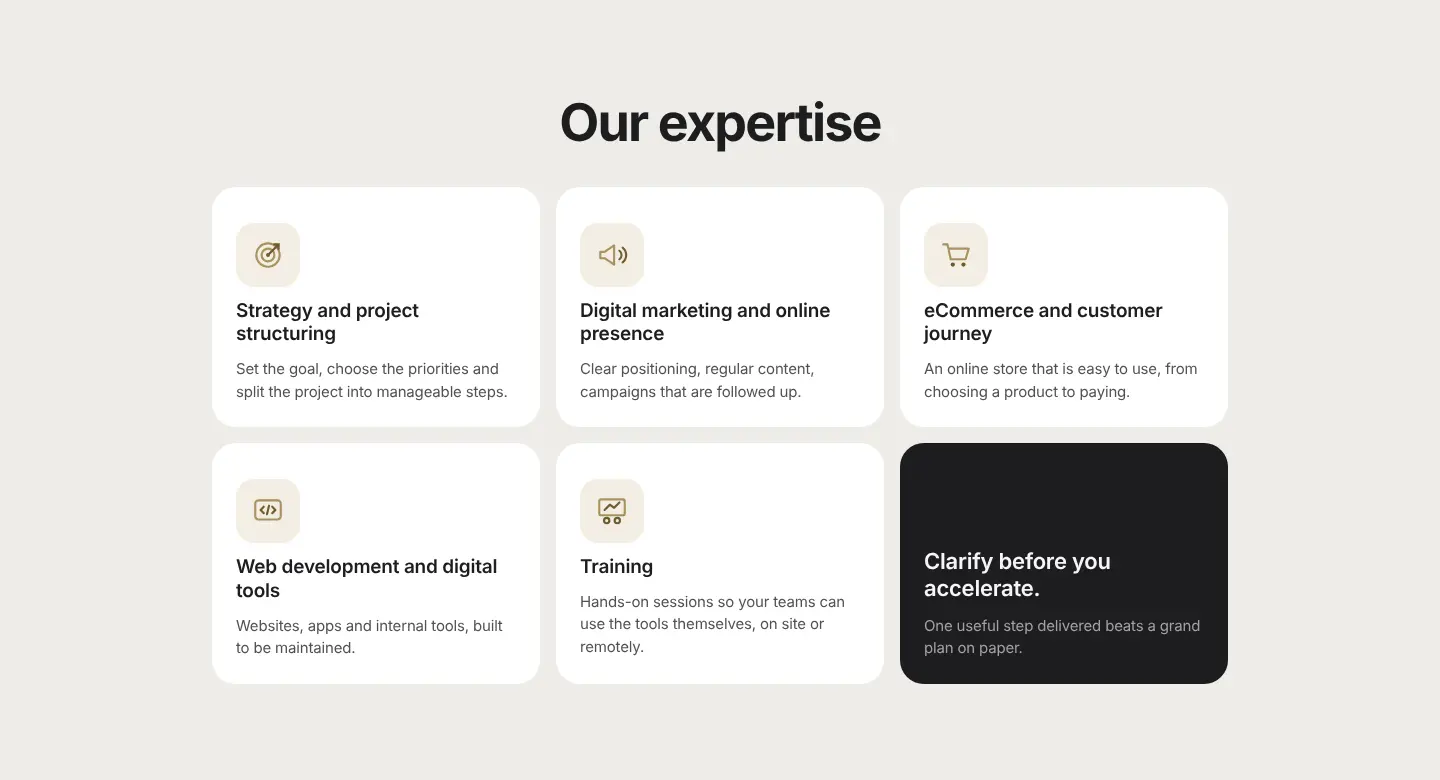 Our expertise
Strategy and project
structuring
Set the goal, choose the priorities and
split the project into manageable steps.
Digital marketing and online
presence
Clear positioning, regular content,
campaigns that are followed up.
eCommerce and customer
journey
An online store that is easy to use, from
choosing a product to paying.
Web development and digital
tools
Websites, apps and internal tools, built
to be maintained.
Training
Hands-on sessions so your teams can
use the tools themselves, on site or
remotely.
Clarify before you
accelerate.
One useful step delivered beats a grand
plan on paper.